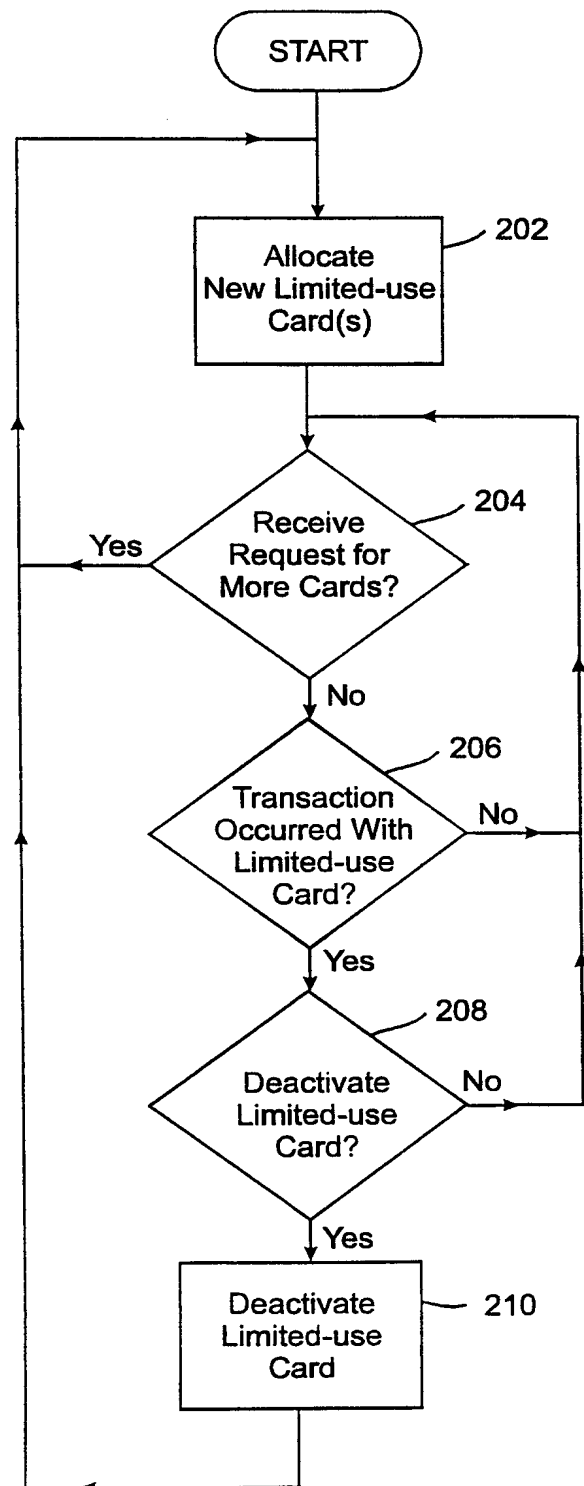 START
Allocate
New Limited-use
Card(s)
202
Receive
Request for
More Cards?
204
Yes
No
Transaction
Occurred With
Limited-use
Card?
206
No
Yes
Deactivate
Limited-use
Card?
208
No
Yes
Deactivate
Limited-use
Card
210